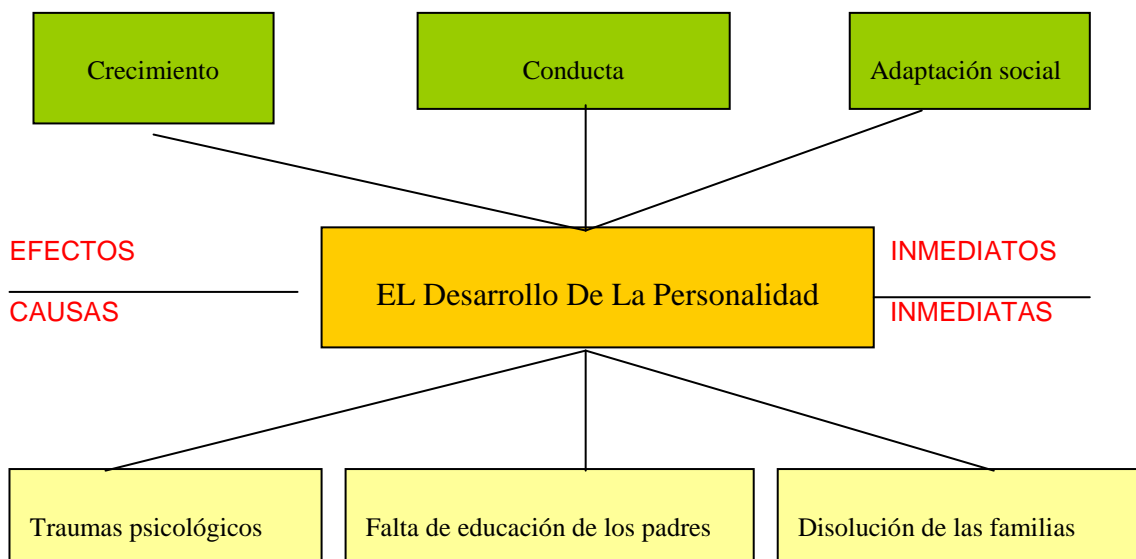 Crecimiento
Conducta
Adaptación social
EFECTOS
INMEDIATOS
EL Desarrollo De La Personalidad
CAUSAS
INMEDIATAS
Traumas psicológicos
Falta de educación de los padres
Disolución de las familias